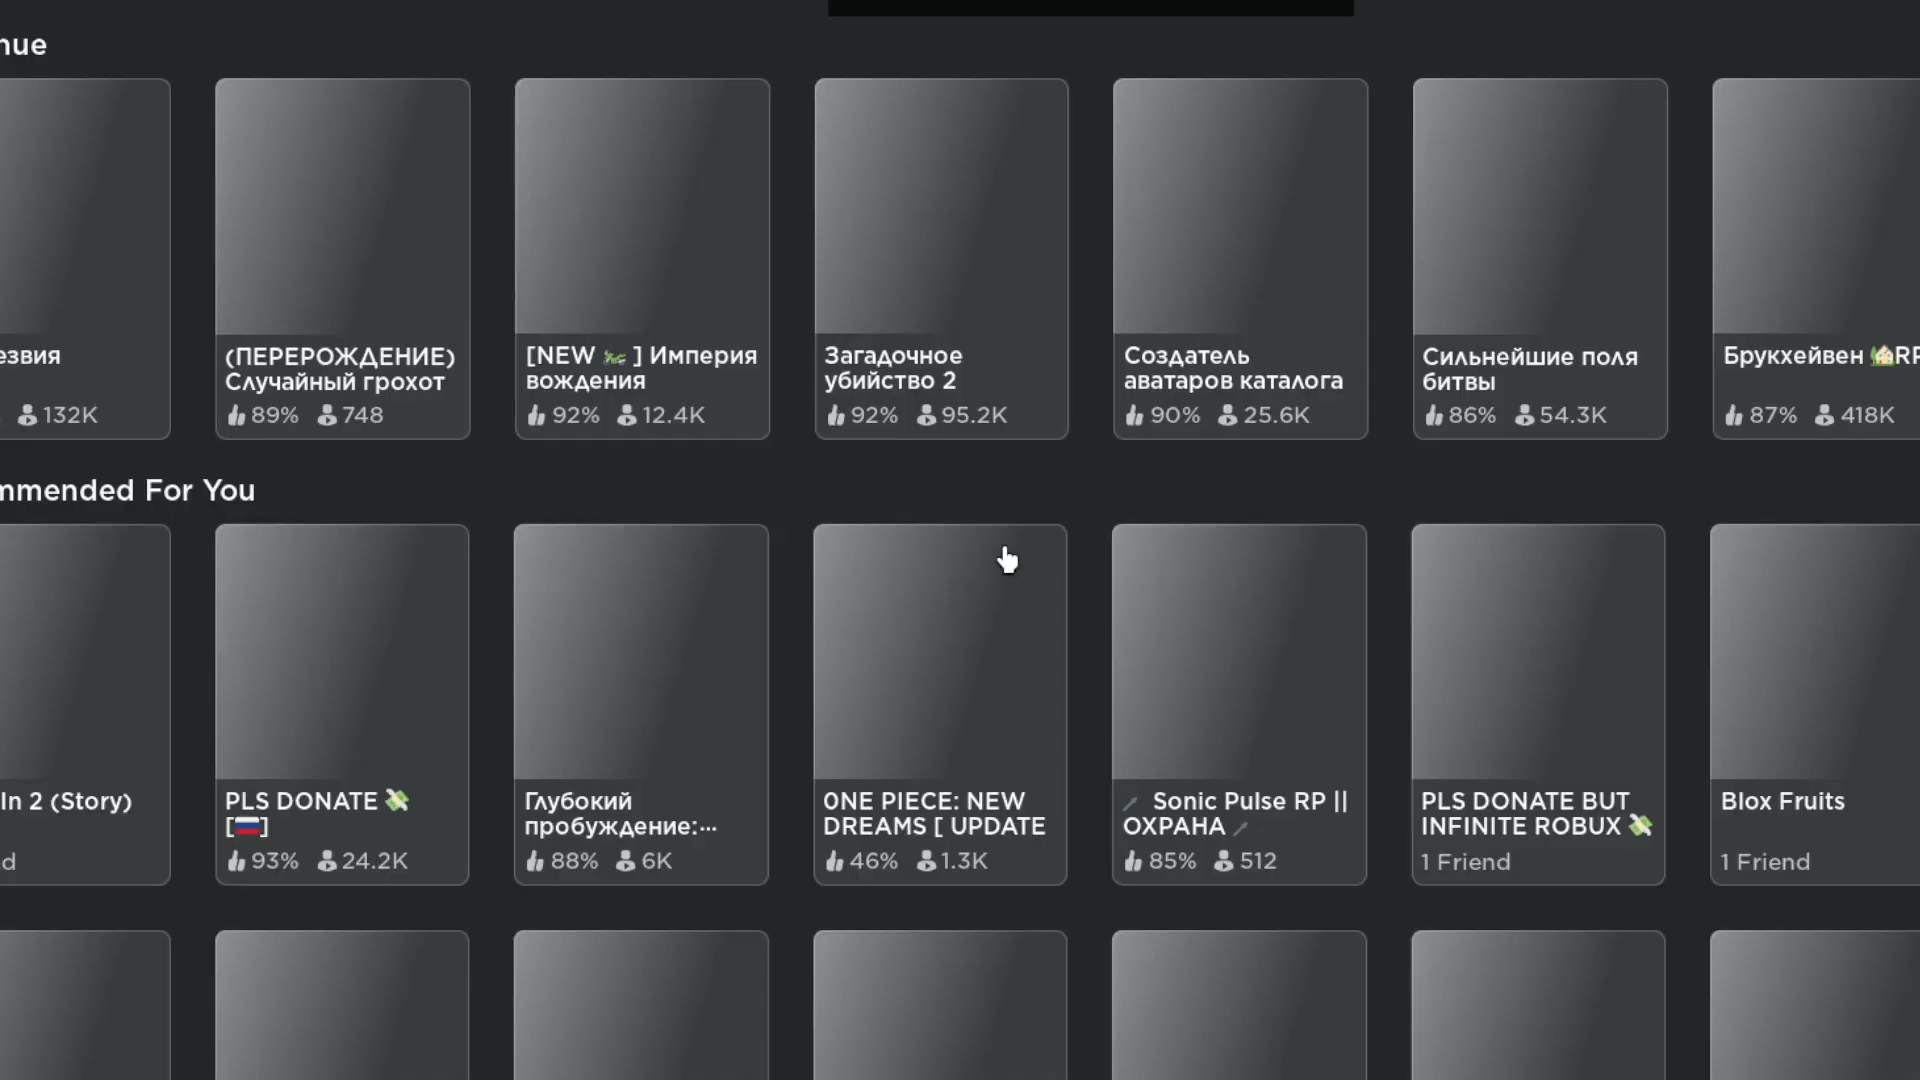 nue
езвия
132K
(ПЕРЕРОЖДЕНИЕ)
Случайный грохот
89% 748
[NEW 🐉 ] Империя
вождения
92% 12.4K
Загадочное
убийство 2
92% 95.2K
Создатель
аватаров каталога
90% 25.6K
Сильнейшие поля
битвы
86% 54.3K
Брукхейвен 🏡RP
87% 418K
mmended For You
In 2 (Story)
d
PLS DONATE 💸
[🇷🇺]
93% 24.2K
Глубокий
пробуждение:...
88% 6K
0NE PIECE: NEW
DREAMS [ UPDATE
46% 1.3K
Sonic Pulse RP ||
ОХРАНА
85% 512
PLS DONATE BUT
INFINITE ROBUX 💸
1 Friend
Blox Fruits
1 Friend